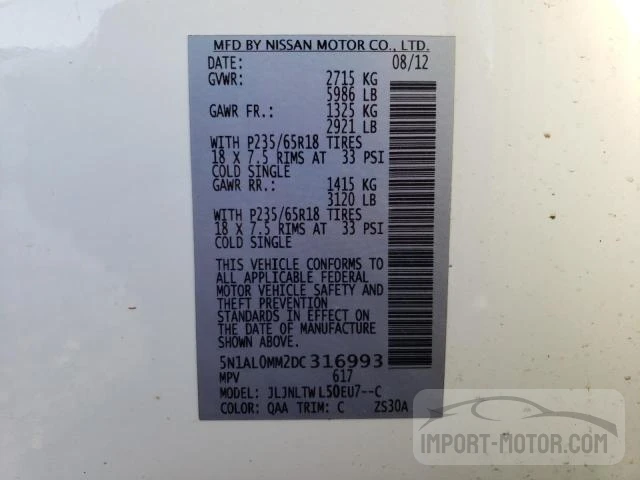 MFD BY NISSAN MOTOR CO., LTD.
DATE: 08/12
GVWR: 2715 KG
5986 LB
GAWR FR.: 1325 KG
2921 LB
WITH P235/65R18 TIRES
18 X 7.5 RIMS AT 33 PSI
COLD SINGLE
GAWR RR.: 1415 KG
3120 LB
WITH P235/65R18 TIRES
18 X 7.5 RIMS AT 33 PSI
COLD SINGLE
THIS VEHICLE CONFORMS TO
ALL APPLICABLE FEDERAL
MOTOR VEHICLE SAFETY AND
THEFT PREVENTION
STANDARDS IN EFFECT ON
THE DATE OF MANUFACTURE
SHOWN ABOVE.
5N1AL0MM2DC316993
MPV 617
MODEL: JLJNLTWL50EU7--C
COLOR: QAA TRIM: C ZS30A
IMPORT-MOTOR.COM